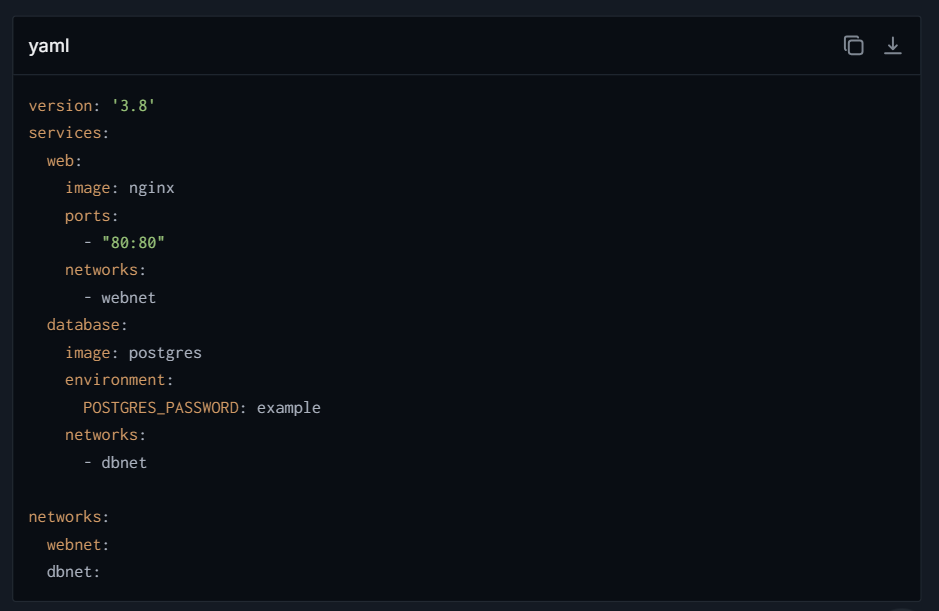 yaml
version: '3.8'
services:
  web:
    image: nginx
    ports:
      - "80:80"
    networks:
      - webnet
  database:
    image: postgres
    environment:
      POSTGRES_PASSWORD: example
    networks:
      - dbnet

networks:
  webnet:
  dbnet: